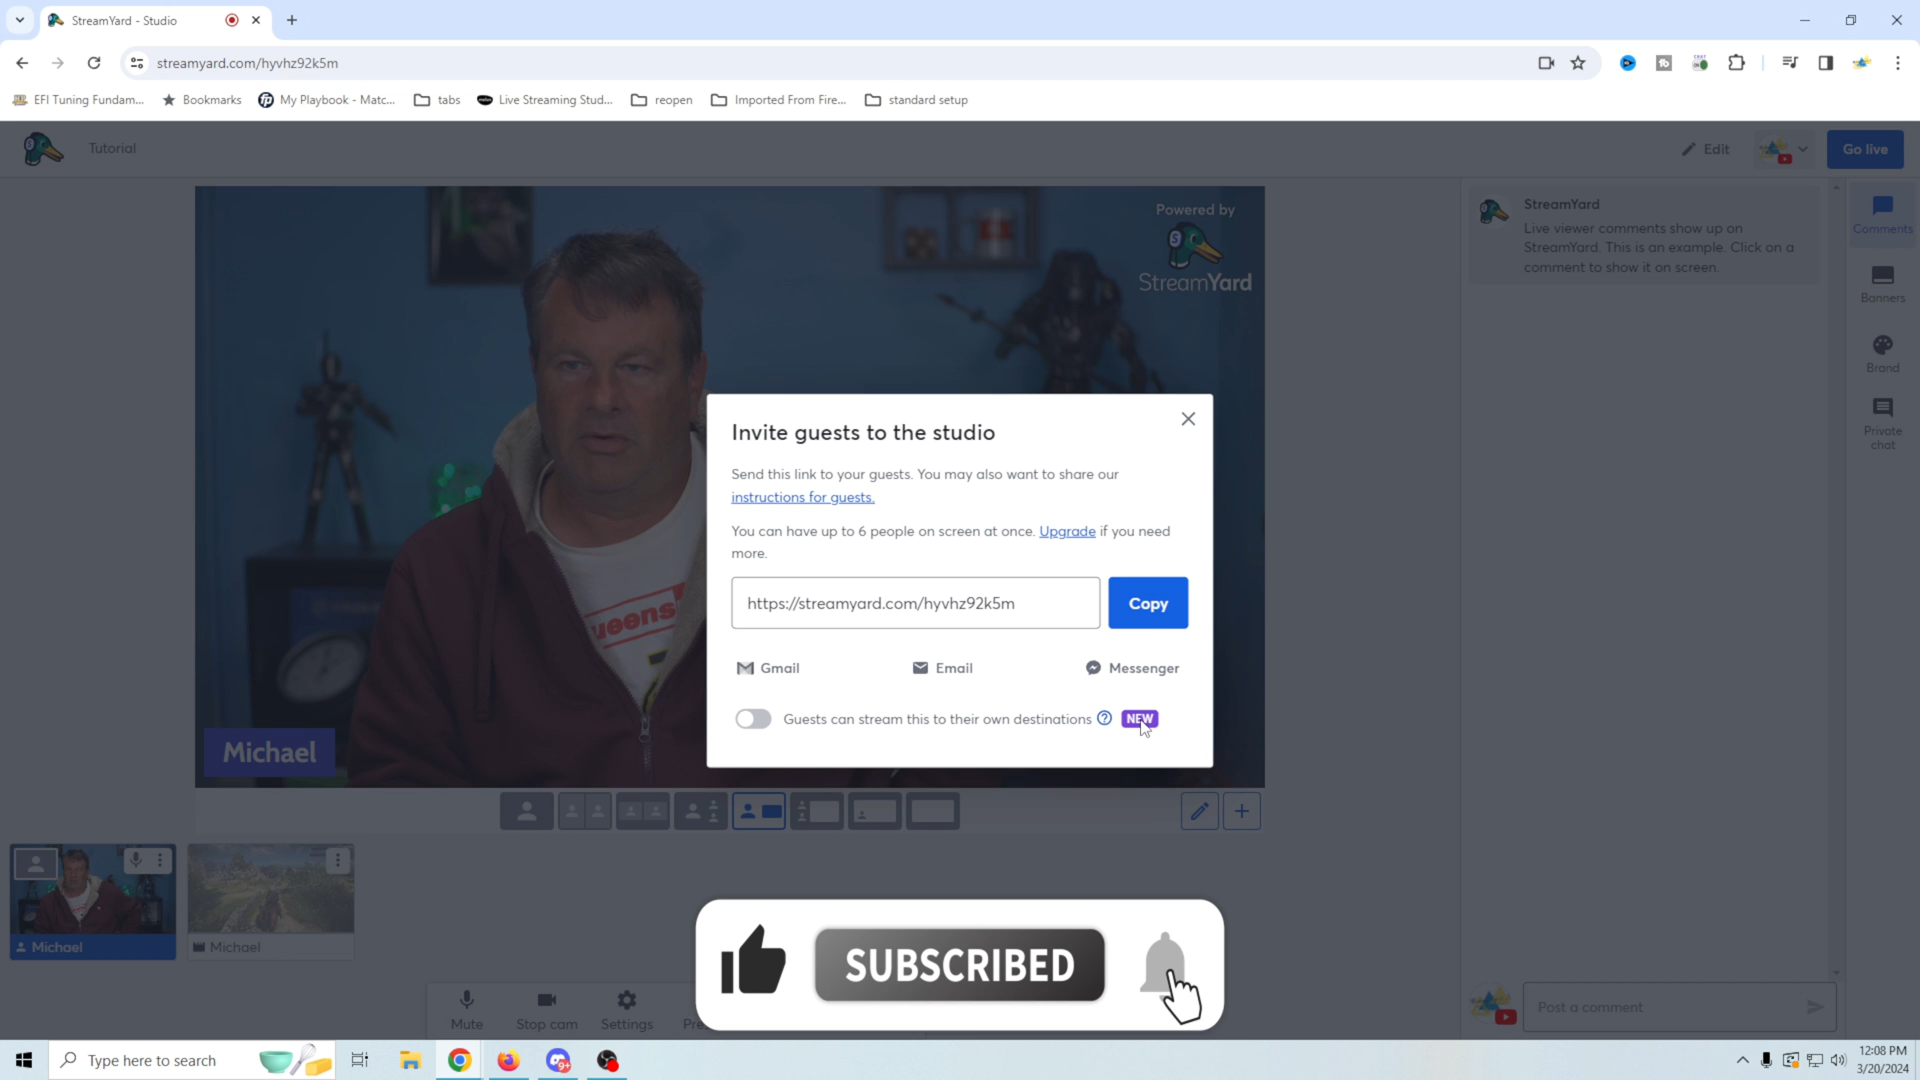 StreamYard - Studio
streamyard.com/hyvhz92k5m
EFI Tuning Fundam...
Bookmarks
My Playbook - Matc...
tabs
Live Streaming Stud...
reopen
Imported From Fire...
standard setup
Tutorial
Edit
Go live
Powered by
StreamYard
StreamYard
Live viewer comments show up on
StreamYard. This is an example. Click on a
comment to show it on screen.
Comments
Banners
Brand
Private
chat
Invite guests to the studio
Send this link to your guests. You may also want to share our
instructions for guests.
You can have up to 6 people on screen at once. Upgrade if you need
more.
https://streamyard.com/hyvhz92k5m
Copy
Gmail
Email
Messenger
Guests can stream this to their own destinations
NEW
Michael
Michael
Michael
SUBSCRIBED
Mute
Stop cam
Settings
Post a comment
Type here to search
9+
12:08 PM
3/20/2024